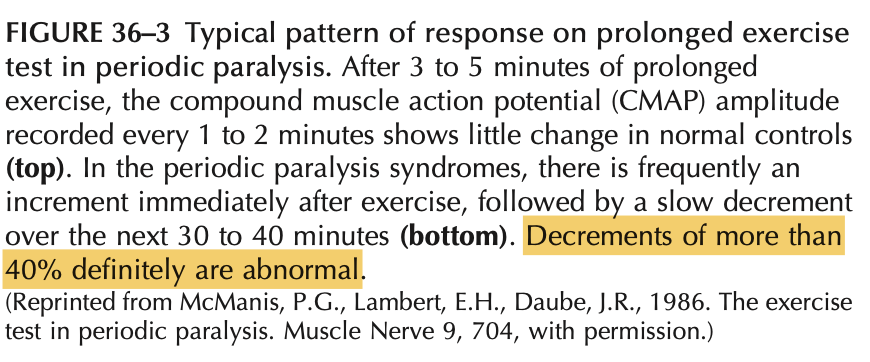 FIGURE 36–3 Typical pattern of response on prolonged exercise
test in periodic paralysis. After 3 to 5 minutes of prolonged
exercise, the compound muscle action potential (CMAP) amplitude
recorded every 1 to 2 minutes shows little change in normal controls
(top). In the periodic paralysis syndromes, there is frequently an
increment immediately after exercise, followed by a slow decrement
over the next 30 to 40 minutes (bottom). Decrements of more than
40% definitely are abnormal.
(Reprinted from McManis, P.G., Lambert, E.H., Daube, J.R., 1986. The exercise
test in periodic paralysis. Muscle Nerve 9, 704, with permission.)